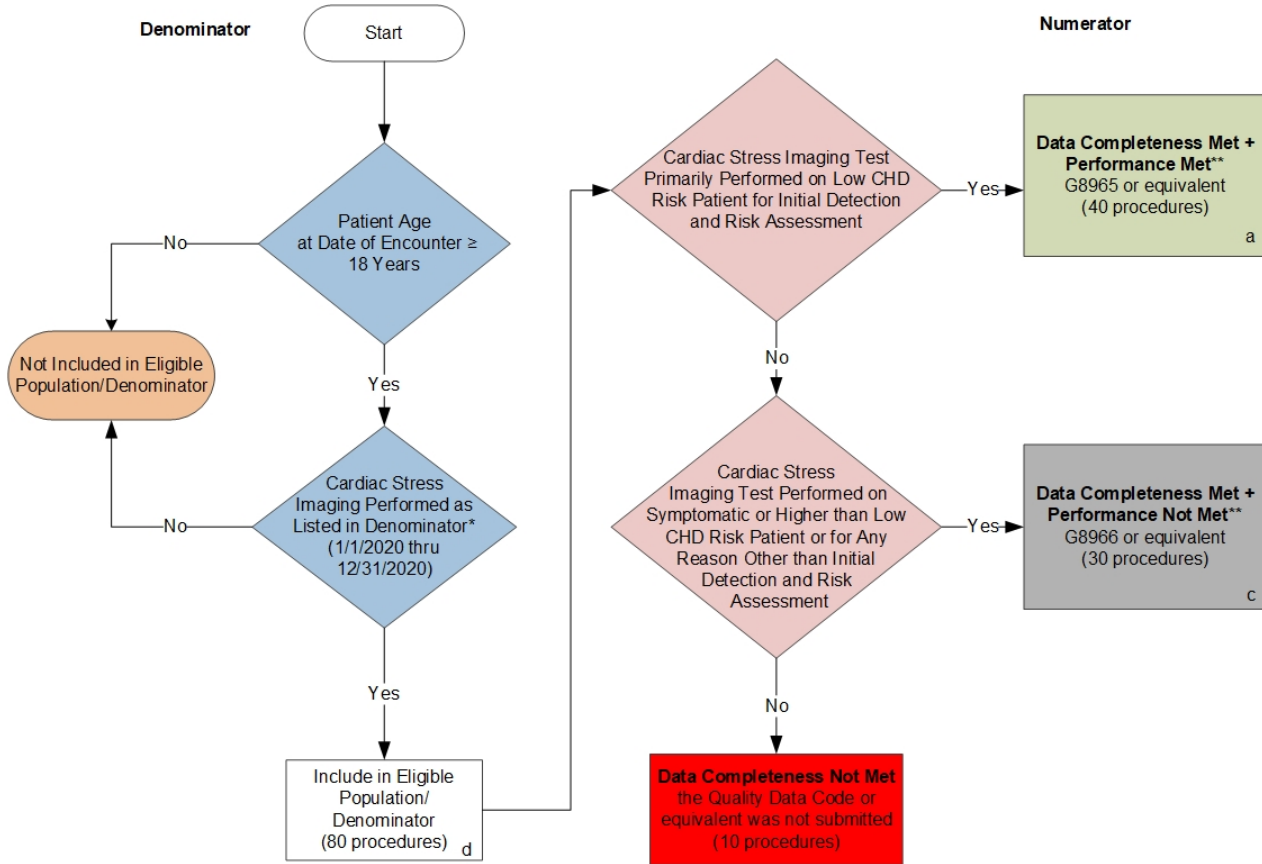 Denominator
Start
Numerator
Patient Age
at Date of Encounter ≥
18 Years
No
Yes
Not Included in Eligible
Population/Denominator
Cardiac Stress
Imaging Performed as
Listed in Denominator*
(1/1/2020 thru
12/31/2020)
No
Yes
Include in Eligible
Population/
Denominator
(80 procedures)
d
Cardiac Stress Imaging Test
Primarily Performed on Low CHD
Risk Patient for Initial Detection
and Risk Assessment
Yes
Data Completeness Met +
Performance Met**
G8965 or equivalent
(40 procedures)
a
No
Cardiac Stress
Imaging Test Performed on
Symptomatic or Higher than Low
CHD Risk Patient or for Any
Reason Other than Initial
Detection and Risk
Assessment
Yes
Data Completeness Met +
Performance Not Met**
G8966 or equivalent
(30 procedures)
c
No
Data Completeness Not Met
the Quality Data Code or
equivalent was not submitted
(10 procedures)